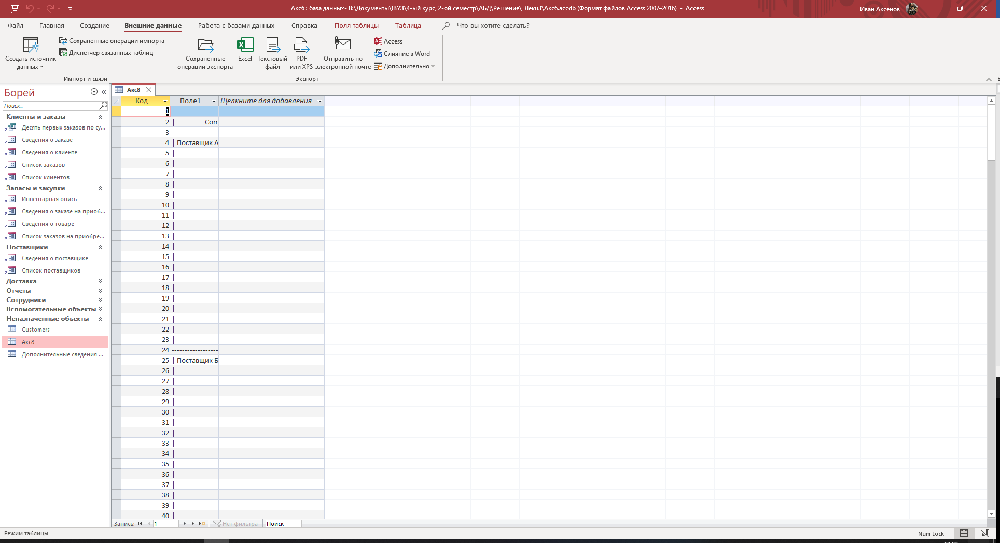 Акс6 : база данных- B:\Документы\!ВУЗ\4-ый курс, 2-ой семестр\АБД\Решение\_Лекц3\Акс6.accdb (Формат файлов Access 2007–2016) - Access
Иван Аксенов
Файл Главная Создание Внешние данные Работа с базами данных Справка Поля таблицы Таблица Что вы хотите сделать?
Создать источник данных
Сохраненные операции импорта
Диспетчер связанных таблиц
Импорт и связи
Сохраненные операции экспорта
Excel
Текстовый файл
PDF или XPS
Отправить по электронной почте
Access
Слияние в Word
Дополнительно
Экспорт
Борей
Поиск...
Клиенты и заказы
Десять первых заказов по су...
Сведения о заказе
Сведения о клиенте
Список заказов
Список клиентов
Запасы и закупки
Инвентарная опись
Сведения о заказе на приоб...
Сведения о товаре
Список заказов на приобре...
Поставщики
Сведения о поставщике
Список поставщиков
Доставка
Отчеты
Сотрудники
Вспомогательные объекты
Неназначенные объекты
Customers
Акс8
Дополнительные сведения ...
Акс8
Код Поле1 Щелкните для добавления
1 ------------------
2 | Com
3 ------------------
4 | Поставщик А
5 |
6 |
7 |
8 |
9 |
10 |
11 |
12 |
13 |
14 |
15 |
16 |
17 |
18 |
19 |
20 |
21 |
22 |
23 |
24 ------------------
25 | Поставщик Б
26 |
27 |
28 |
29 |
30 |
31 |
32 |
33 |
34 |
35 |
36 |
37 |
38 |
39 |
40 |
Запись: 1 Нет фильтра Поиск
Режим таблицы
Num Lock